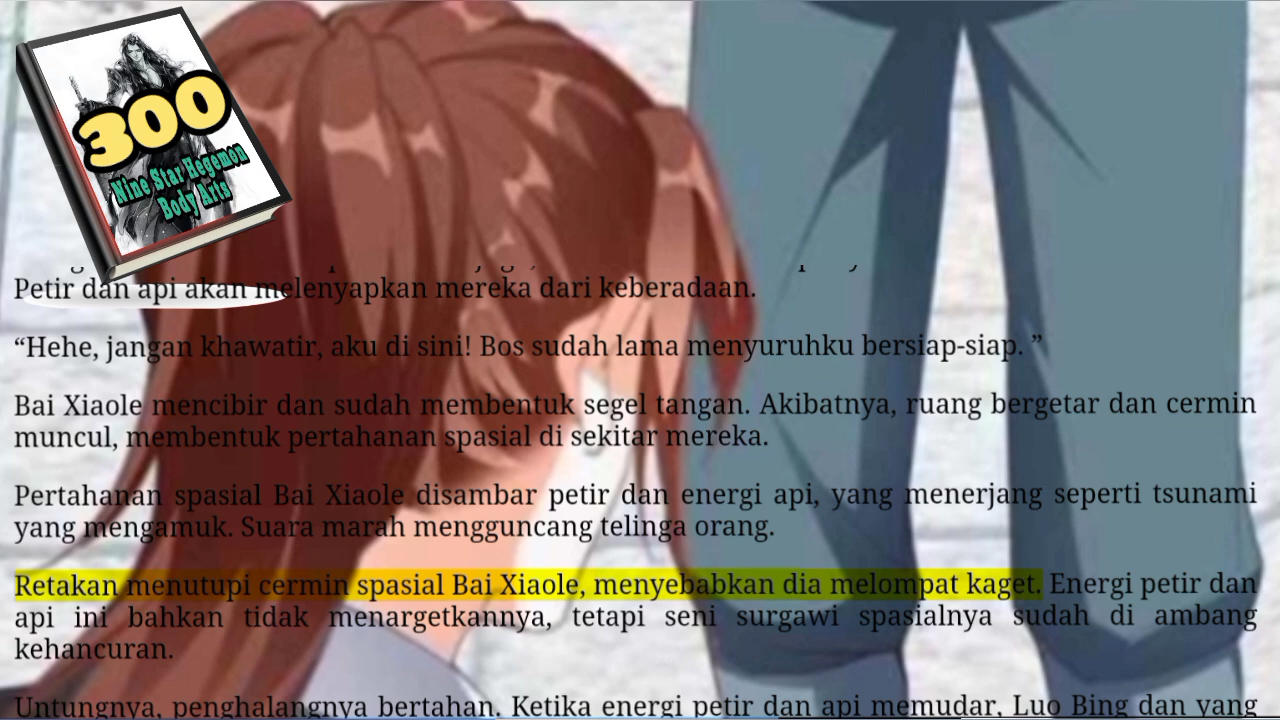 300
Nine Star Hegemon
Body Arts
Petir dan api akan melenyapkan mereka dari keberadaan.
“Hehe, jangan khawatir, aku di sini! Bos sudah lama menyuruhku bersiap-siap. ”
Bai Xiaole mencibir dan sudah membentuk segel tangan. Akibatnya, ruang bergetar dan cermin
muncul, membentuk pertahanan spasial di sekitar mereka.
Pertahanan spasial Bai Xiaole disambar petir dan energi api, yang menerjang seperti tsunami
yang mengamuk. Suara marah mengguncang telinga orang.
Retakan menutupi cermin spasial Bai Xiaole, menyebabkan dia melompat kaget. Energi petir dan
api ini bahkan tidak menargetkannya, tetapi seni surgawi spasialnya sudah di ambang
kehancuran.
Untungnya, penghalangnya bertahan. Ketika energi petir dan api memudar, Luo Bing dan yang